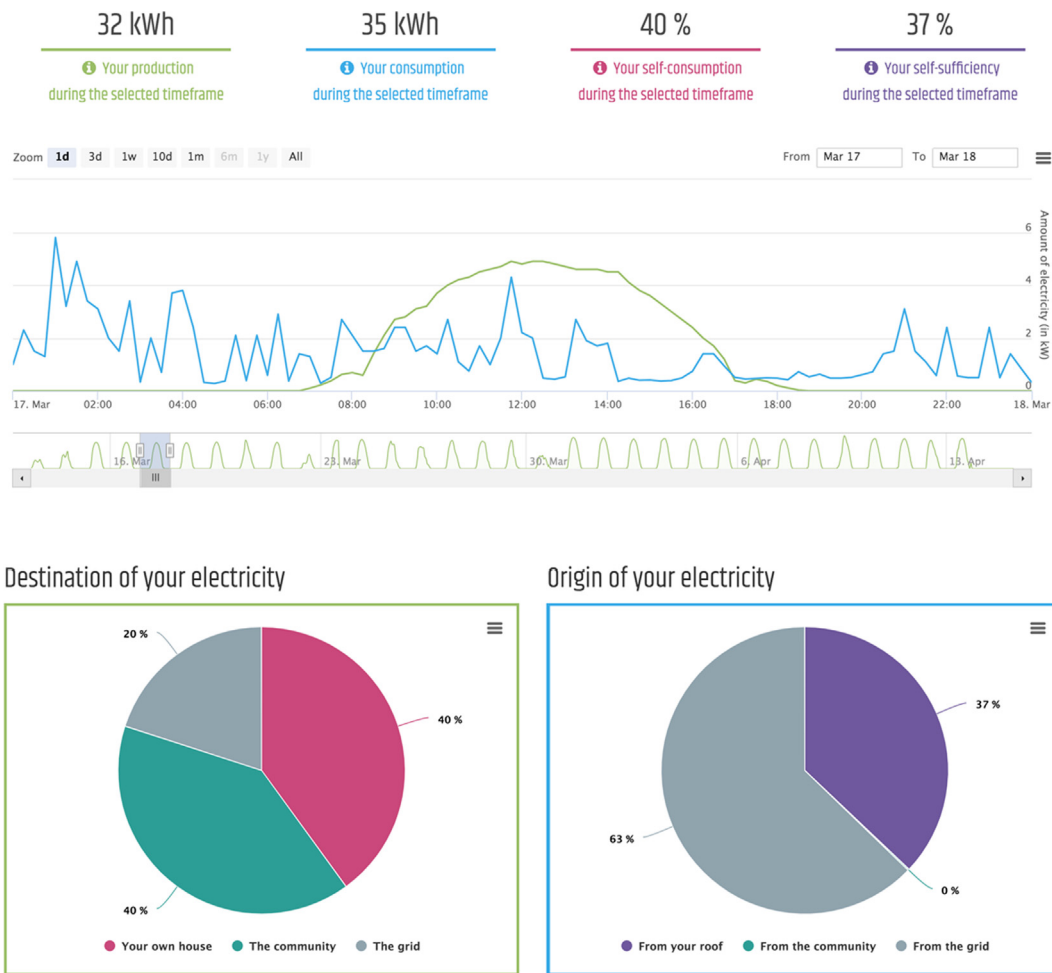 32 kWh
35 kWh
40 %
37 %
Your production
during the selected timeframe
Your consumption
during the selected timeframe
Your self-consumption
during the selected timeframe
Your self-sufficiency
during the selected timeframe
Zoom 1d 3d 1w 10d 1m 6m 1y All
From Mar 17 To Mar 18
6
4
2
0
Amount of electricity (in kW)
17. Mar 02:00 04:00 06:00 08:00 10:00 12:00 14:00 16:00 18:00 20:00 22:00 18. Mar
16. Mar 23. Mar 30. Mar 6. Apr 13. Apr
Destination of your electricity
20 %
40 %
40 %
Your own house The community The grid
Origin of your electricity
37 %
63 %
0 %
From your roof From the community From the grid